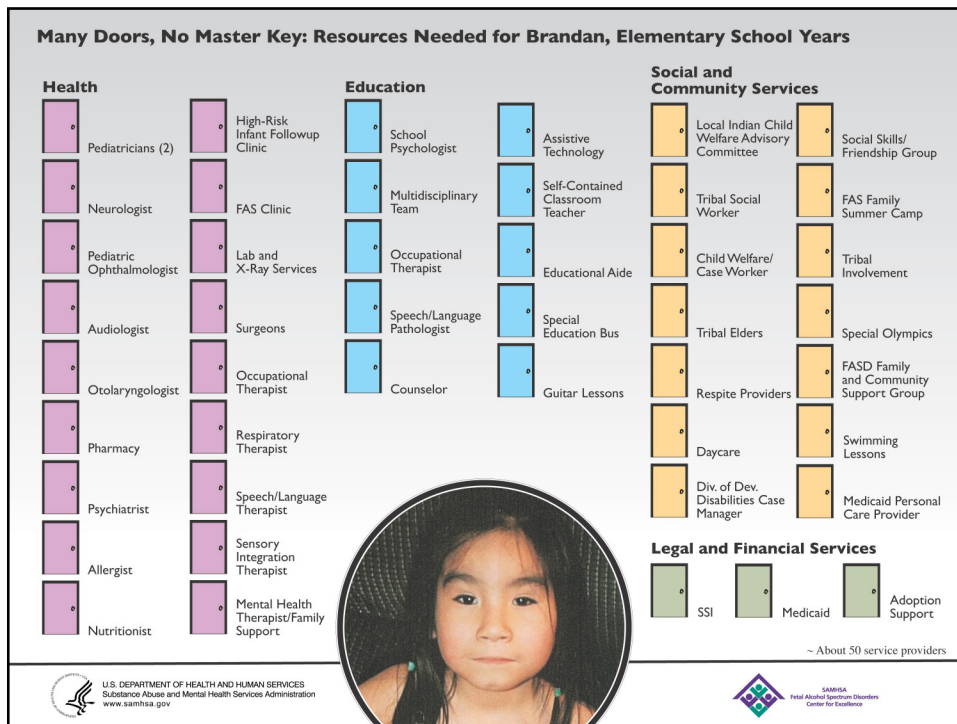 Many Doors, No Master Key: Resources Needed for Brandan, Elementary School Years
Health
Pediatricians (2)
Neurologist
Pediatric
Ophthalmologist
Audiologist
Otolaryngologist
Pharmacy
Psychiatrist
Allergist
Nutritionist
High-Risk
Infant Followup
Clinic
FAS Clinic
Lab and
X-Ray Services
Surgeons
Occupational
Therapist
Respiratory
Therapist
Speech/Language
Therapist
Sensory
Integration
Therapist
Mental Health
Therapist/Family
Support
Education
School
Psychologist
Multidisciplinary
Team
Occupational
Therapist
Speech/Language
Pathologist
Counselor
Assistive
Technology
Self-Contained
Classroom
Teacher
Educational Aide
Special
Education Bus
Guitar Lessons
Social and
Community Services
Local Indian Child
Welfare Advisory
Committee
Tribal Social
Worker
Child Welfare/
Case Worker
Tribal Elders
Respite Providers
Daycare
Div. of Dev.
Disabilities Case
Manager
Social Skills/
Friendship Group
FAS Family
Summer Camp
Tribal
Involvement
Special Olympics
FASD Family
and Community
Support Group
Swimming
Lessons
Medicaid Personal
Care Provider
Legal and Financial Services
SSI
Medicaid
Adoption
Support
~ About 50 service providers
U.S. DEPARTMENT OF HEALTH AND HUMAN SERVICES
Substance Abuse and Mental Health Services Administration
www.samhsa.gov
SAMHSA
Fetal Alcohol Spectrum Disorders
Center for Excellence